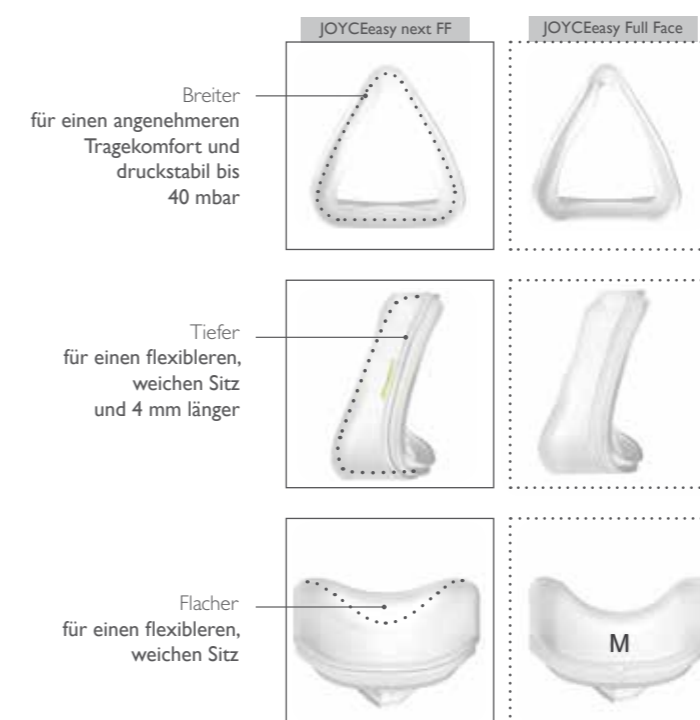 JOYCEeasy next FF
JOYCEeasy Full Face
Breiter
für einen angenehmeren
Tragekomfort und
druckstabil bis
40 mbar
Tiefer
für einen flexibleren,
weichen Sitz
und 4 mm länger
Flacher
für einen flexibleren,
weichen Sitz
M